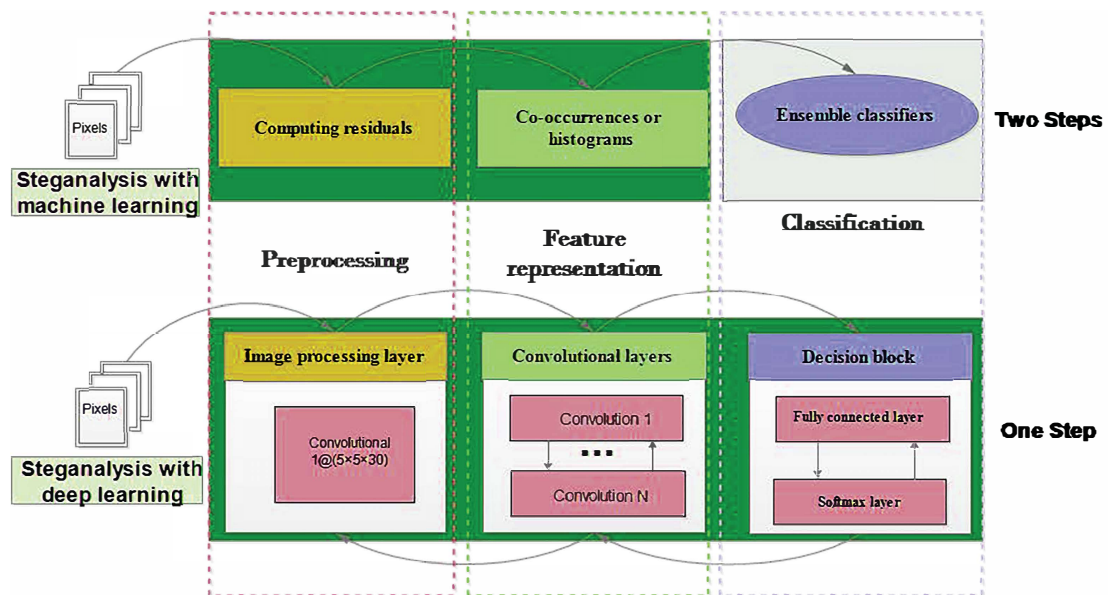 Pixels
Steganalysis with
machine learning
Computing residuals
Co-occurrences or
histograms
Ensemble classifiers
Two Steps
Preprocessing
Feature
representation
Classification
Pixels
Steganalysis with
deep learning
Image processing layer
Convolutional
1@(5×5×30)
Convolutional layers
Convolution 1
...
Convolution N
Decision block
Fully connected layer
Softmax layer
One Step